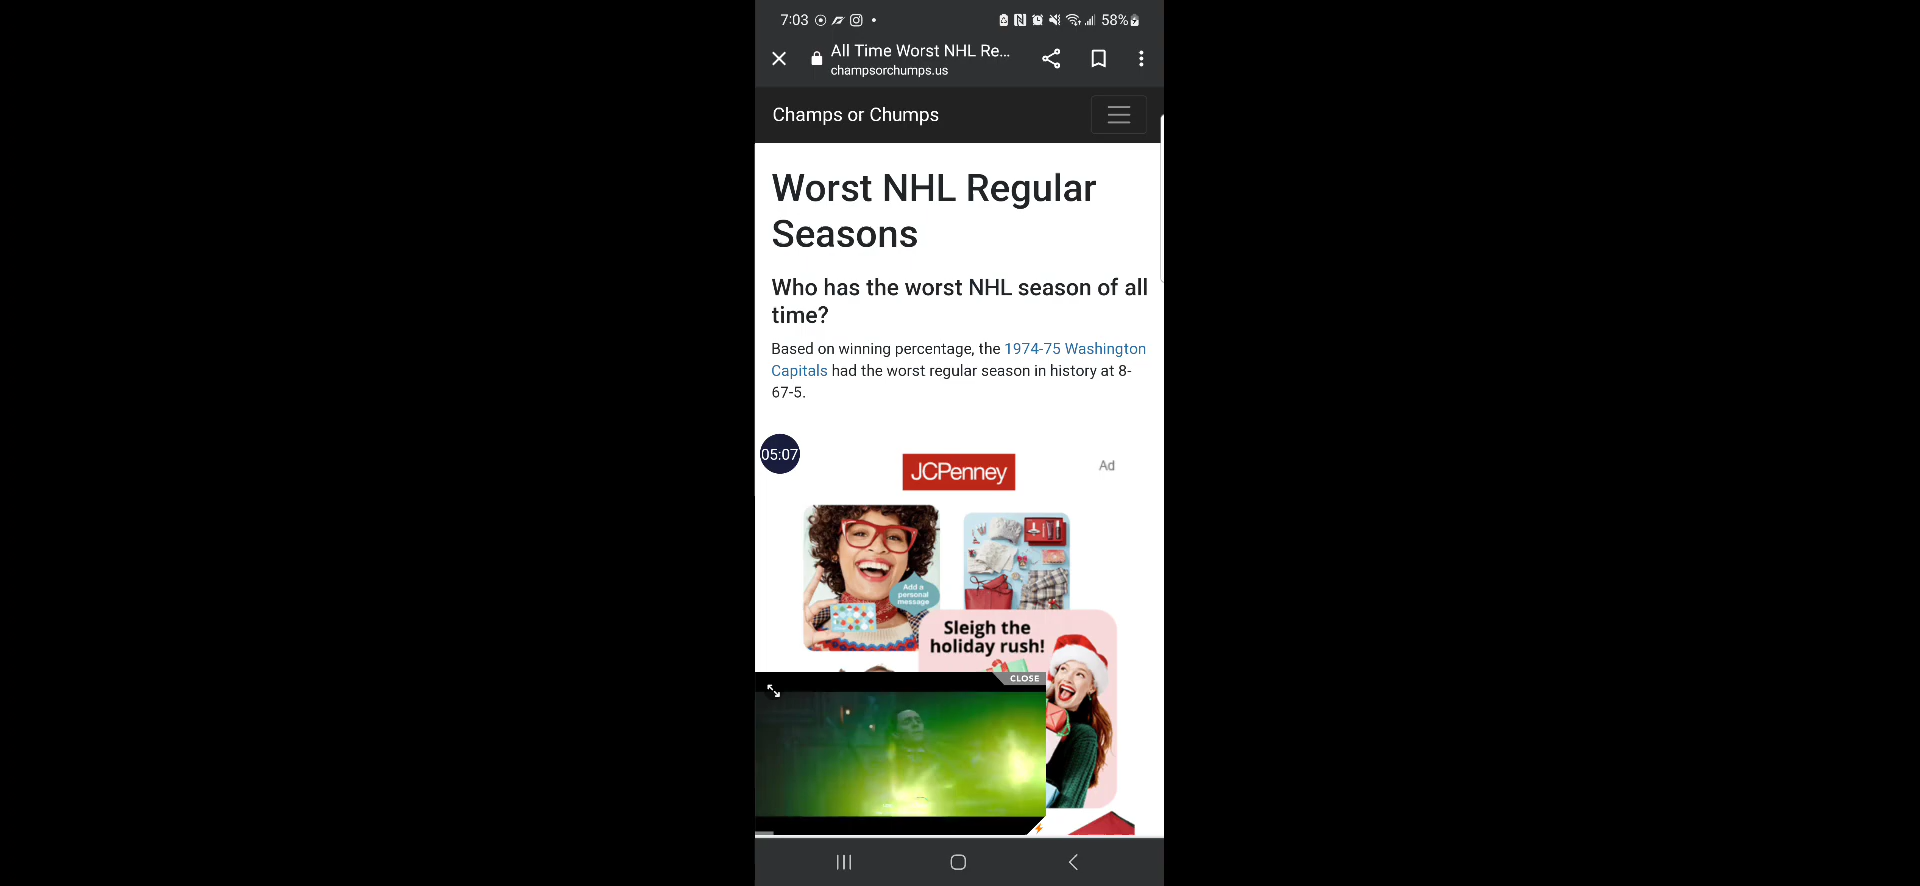 7:03
58%
All Time Worst NHL Re...
champsorchumps.us
Champs or Chumps
Worst NHL Regular
Seasons
Who has the worst NHL season of all
time?
Based on winning percentage, the 1974-75 Washington
Capitals had the worst regular season in history at 8-
67-5.
05:07
JCPenney
Ad
Add a
personal
message
Sleigh the
holiday rush!
CLOSE